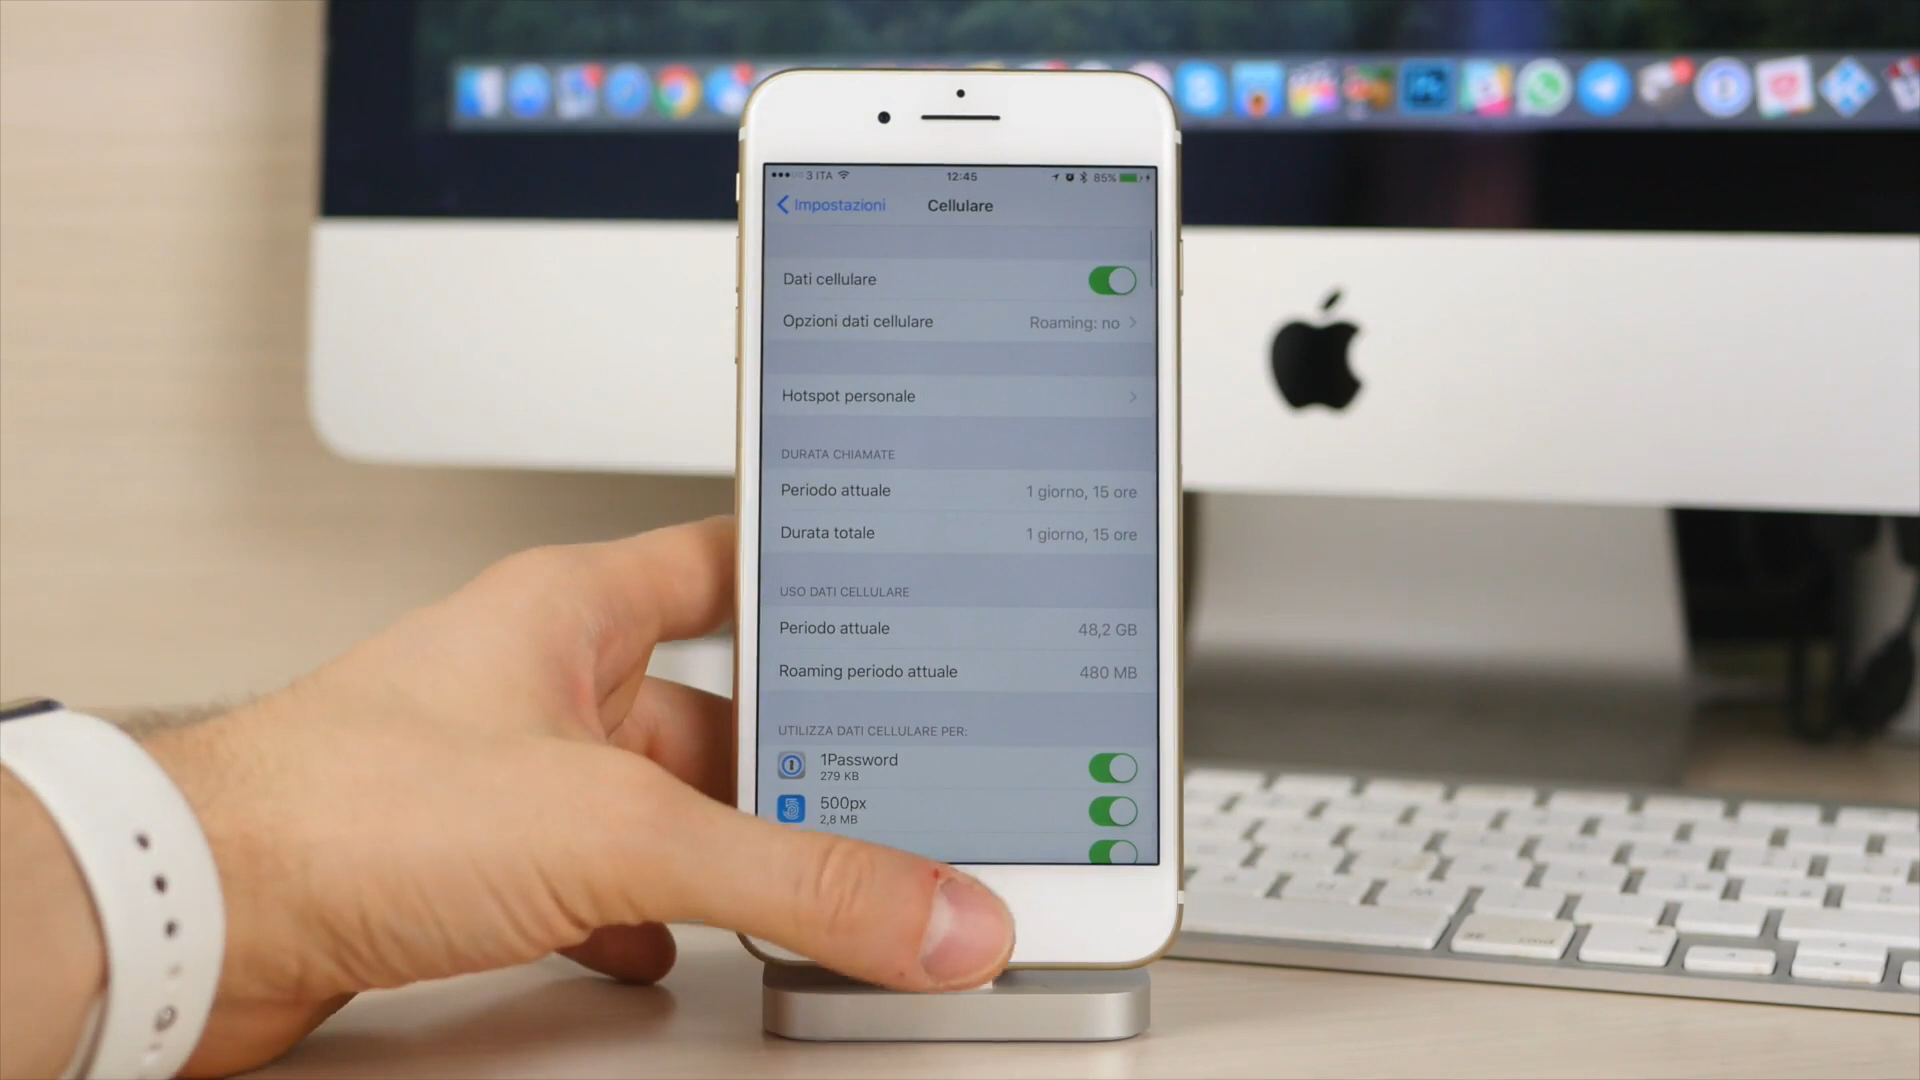 3 ITA 12:45 85%
Impostazioni Cellulare
Dati cellulare
Opzioni dati cellulare Roaming: no
Hotspot personale
DURATA CHIAMATE
Periodo attuale 1 giorno, 15 ore
Durata totale 1 giorno, 15 ore
USO DATI CELLULARE
Periodo attuale 48,2 GB
Roaming periodo attuale 480 MB
UTILIZZA DATI CELLULARE PER:
1Password
279 KB
500px
2,8 MB
cmd